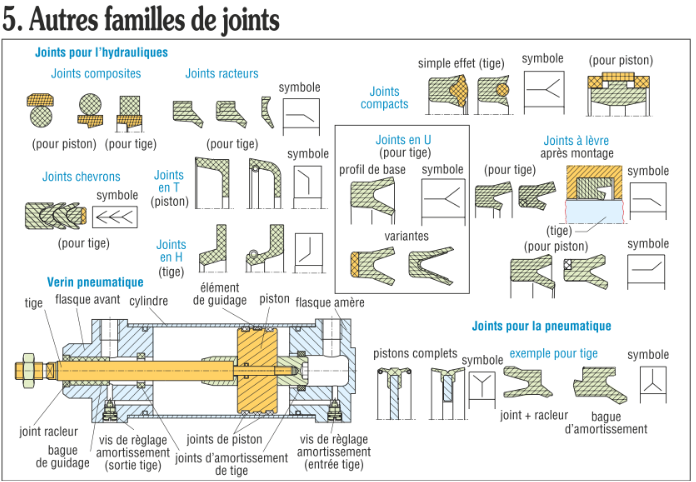 5. Autres familles de joints
Joints pour l'hydrauliques
Joints composites
(pour piston) (pour tige)
Joints racteurs
symbole
(pour tige)
Joints
compacts
simple effet (tige)
symbole
(pour piston)
Joints chevrons
symbole
(pour tige)
Joints
en T
(piston)
symbole
Joints
en H
(tige)
symbole
Joints en U
(pour tige)
profil de base
symbole
variantes
Joints à lèvre
après montage
(pour tige)
symbole
(tige)
(pour piston)
symbole
Verin pneumatique
tige
flasque avant
cylindre
élément
de guidage
piston
flasque amère
joint racleur
bague
de guidage
vis de règlage
amortissement
(sortie tige)
joints de piston
joints d'amortissement
de tige
vis de règlage
amortissement
(entrée tige)
Joints pour la pneumatique
pistons complets
symbole
exemple pour tige
symbole
joint + racleur
bague
d'amortissement